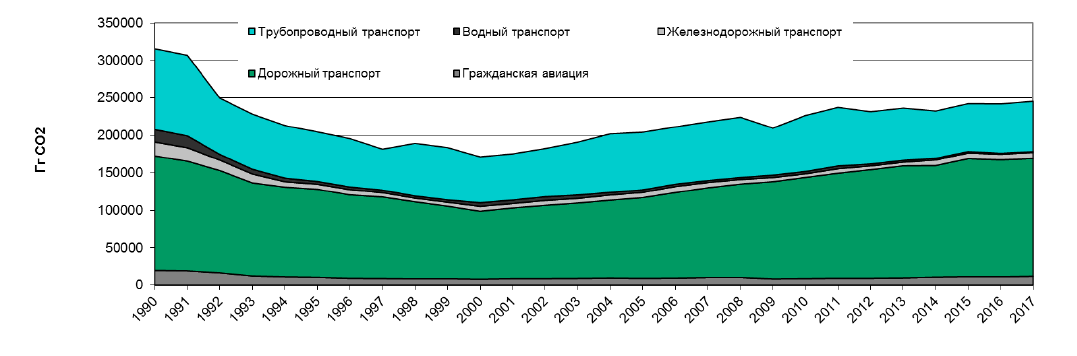 350000
Трубопроводный транспорт Водный транспорт Железнодорожный транспорт
300000
Дорожный транспорт Гражданская авиация
250000
200000
150000
100000
50000
0
Гг CO2
1990 1991 1992 1993 1994 1995 1996 1997 1998 1999 2000 2001 2002 2003 2004 2005 2006 2007 2008 2009 2010 2011 2012 2013 2014 2015 2016 2017